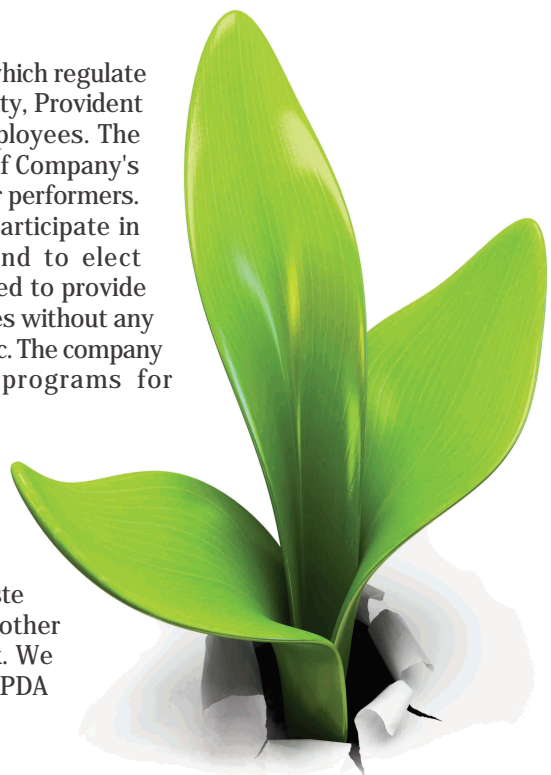 which regulate
ty, Provident
ployees. The
f Company's
r performers.
articipate in
nd to elect
ed to provide
es without any
c. The company
programs for
ste
other
. We
PDA